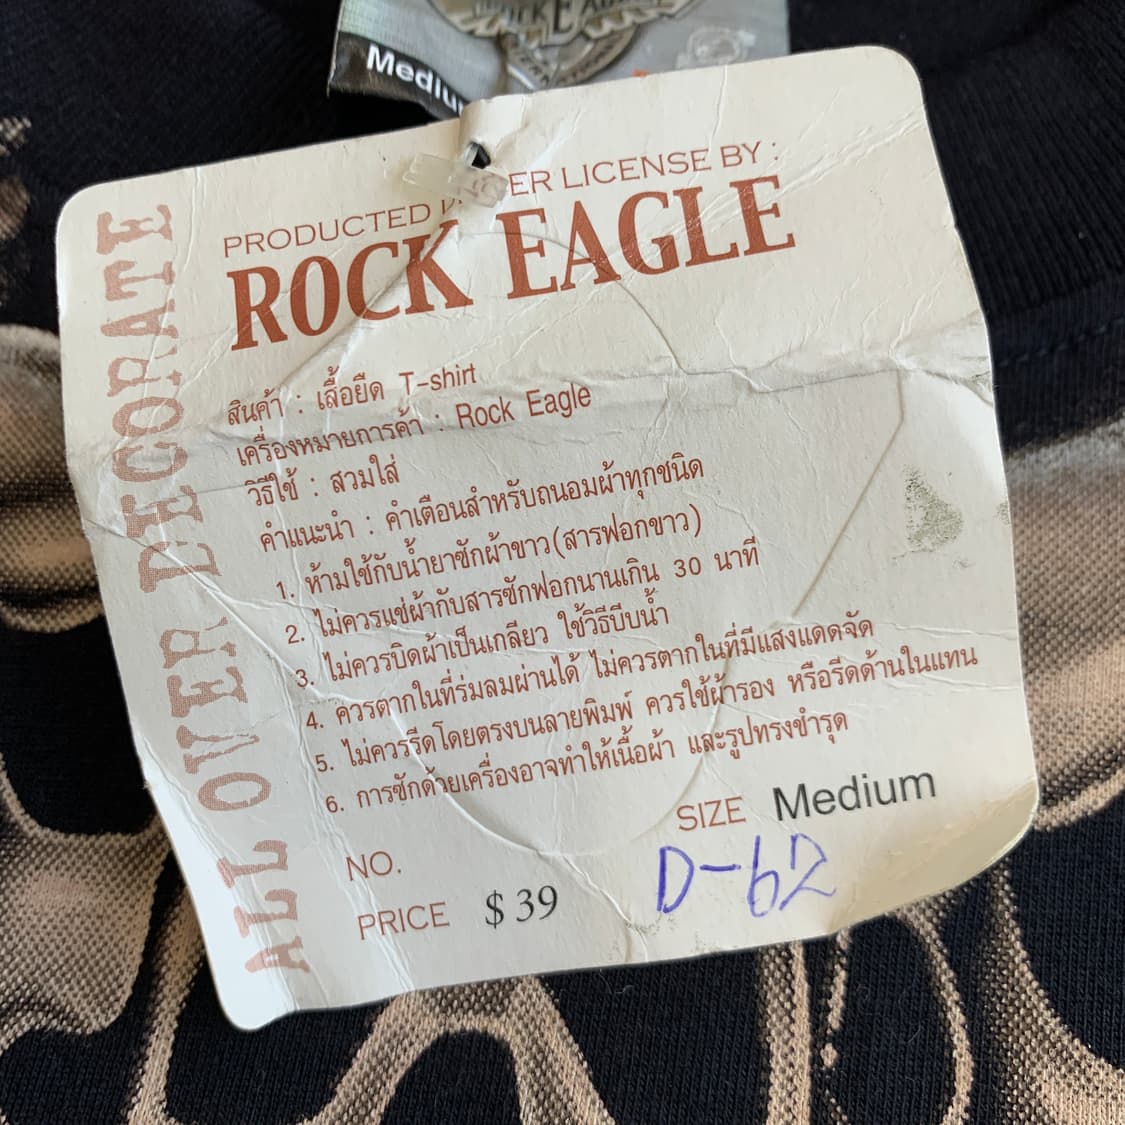 Medium
PRODUCTED UNDER LICENSE BY :
ROCK EAGLE
สินค้า : เสื้อยืด T-shirt
เครื่องหมายการค้า : Rock Eagle
วิธีใช้ : สวมใส่
คำแนะนำ : คำเตือนสำหรับถนอมผ้าทุกชนิด
1. ห้ามใช้กับน้ำยาซักผ้าขาว(สารฟอกขาว)
2. ไม่ควรแช่ผ้ากับสารซักฟอกนานเกิน 30 นาที
3. ไม่ควรบิดผ้าเป็นเกลียว ใช้วิธีบีบน้ำ
4. ควรตากในที่ร่มลมผ่านได้ ไม่ควรตากในที่มีแสงแดดจัด
5. ไม่ควรรีดโดยตรงบนลายพิมพ์ ควรใช้ผ้ารอง หรือรีดด้านในแทน
6. การซักด้วยเครื่องอาจทำให้เนื้อผ้า และรูปทรงชำรุด
SIZE Medium
NO. D-62
PRICE $ 39
ALL OVER DECORATE